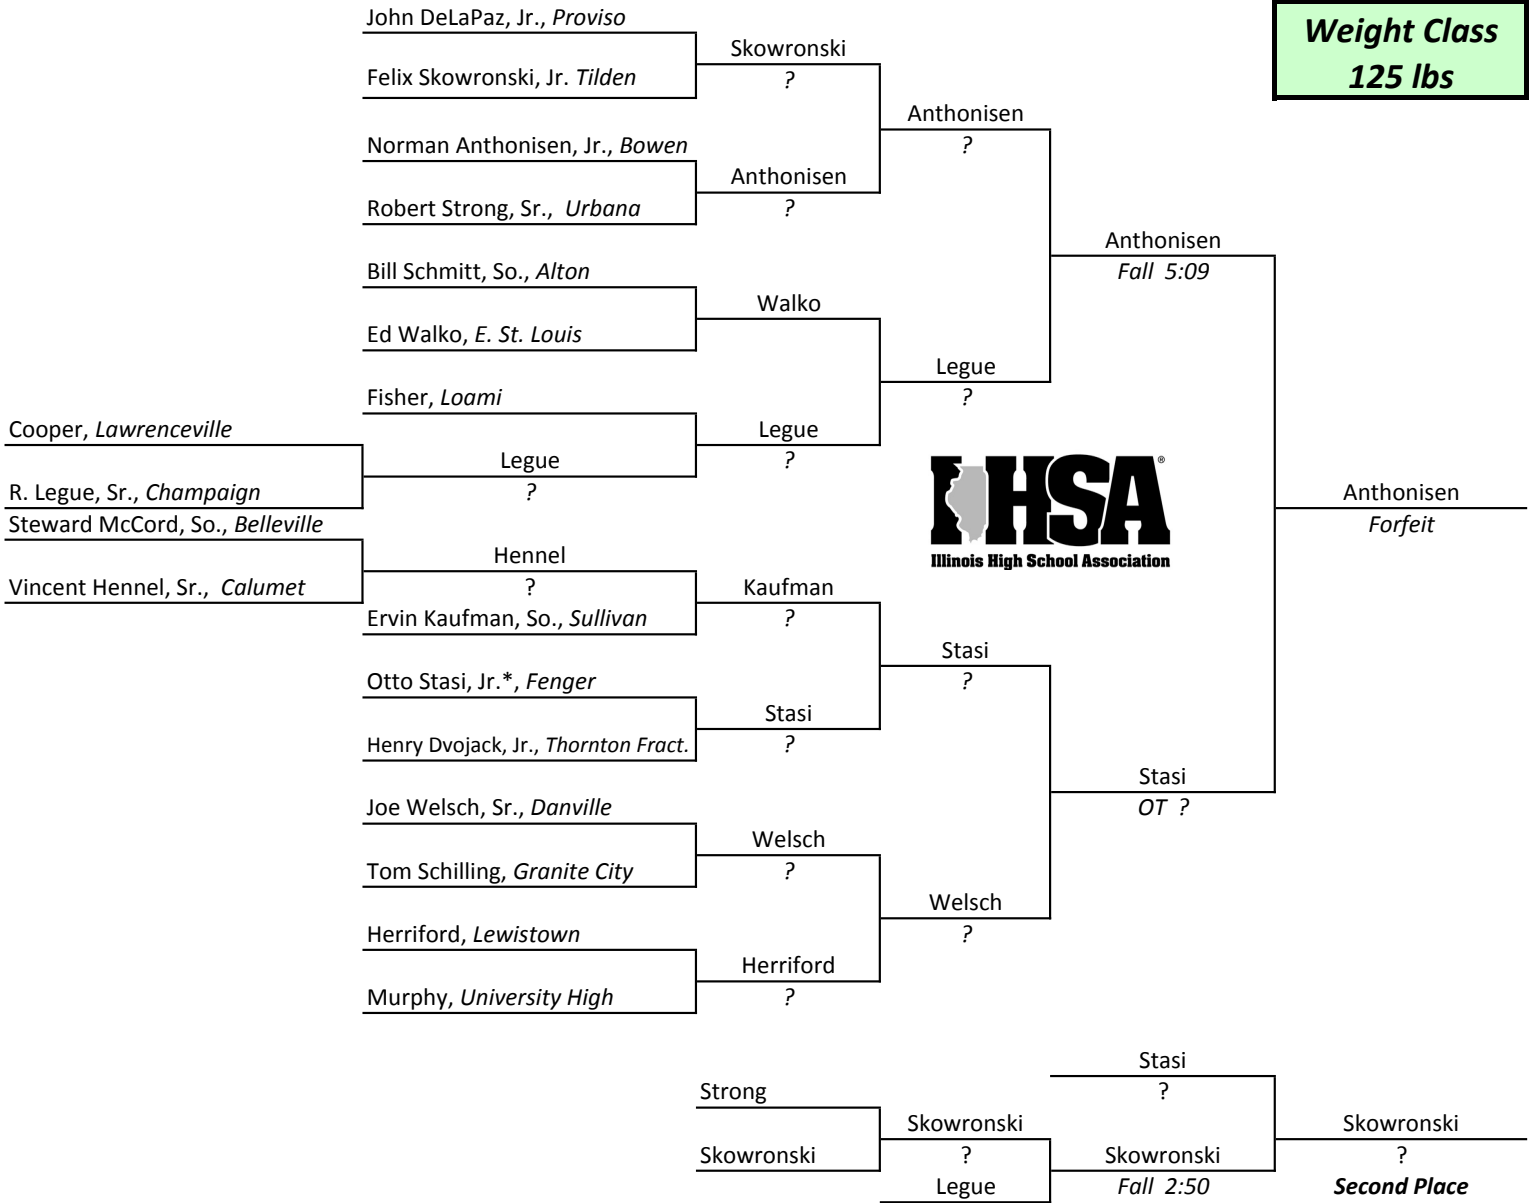 John DeLaPaz, Jr., Proviso
Weight Class
125 lbs
Skowronski
?
Felix Skowronski, Jr. Tilden
Anthonisen
?
Norman Anthonisen, Jr., Bowen
Anthonisen
?
Robert Strong, Sr., Urbana
Anthonisen
Fall 5:09
Bill Schmitt, So., Alton
Walko
Ed Walko, E. St. Louis
Legue
?
Fisher, Loami
Cooper, Lawrenceville
Legue
?
Legue
?
R. Legue, Sr., Champaign
IHSA®
Illinois High School Association
Anthonisen
Forfeit
Steward McCord, So., Belleville
Hennel
?
Vincent Hennel, Sr., Calumet
Kaufman
?
Ervin Kaufman, So., Sullivan
Stasi
?
Otto Stasi, Jr.*, Fenger
Stasi
?
Henry Dvojack, Jr., Thornton Fract.
Stasi
OT ?
Joe Welsch, Sr., Danville
Welsch
?
Tom Schilling, Granite City
Welsch
?
Herriford, Lewistown
Herriford
?
Murphy, University High
Stasi
?
Strong
Skowronski
?
Skowronski
Skowronski
?
Second Place
Skowronski
Fall 2:50
Legue